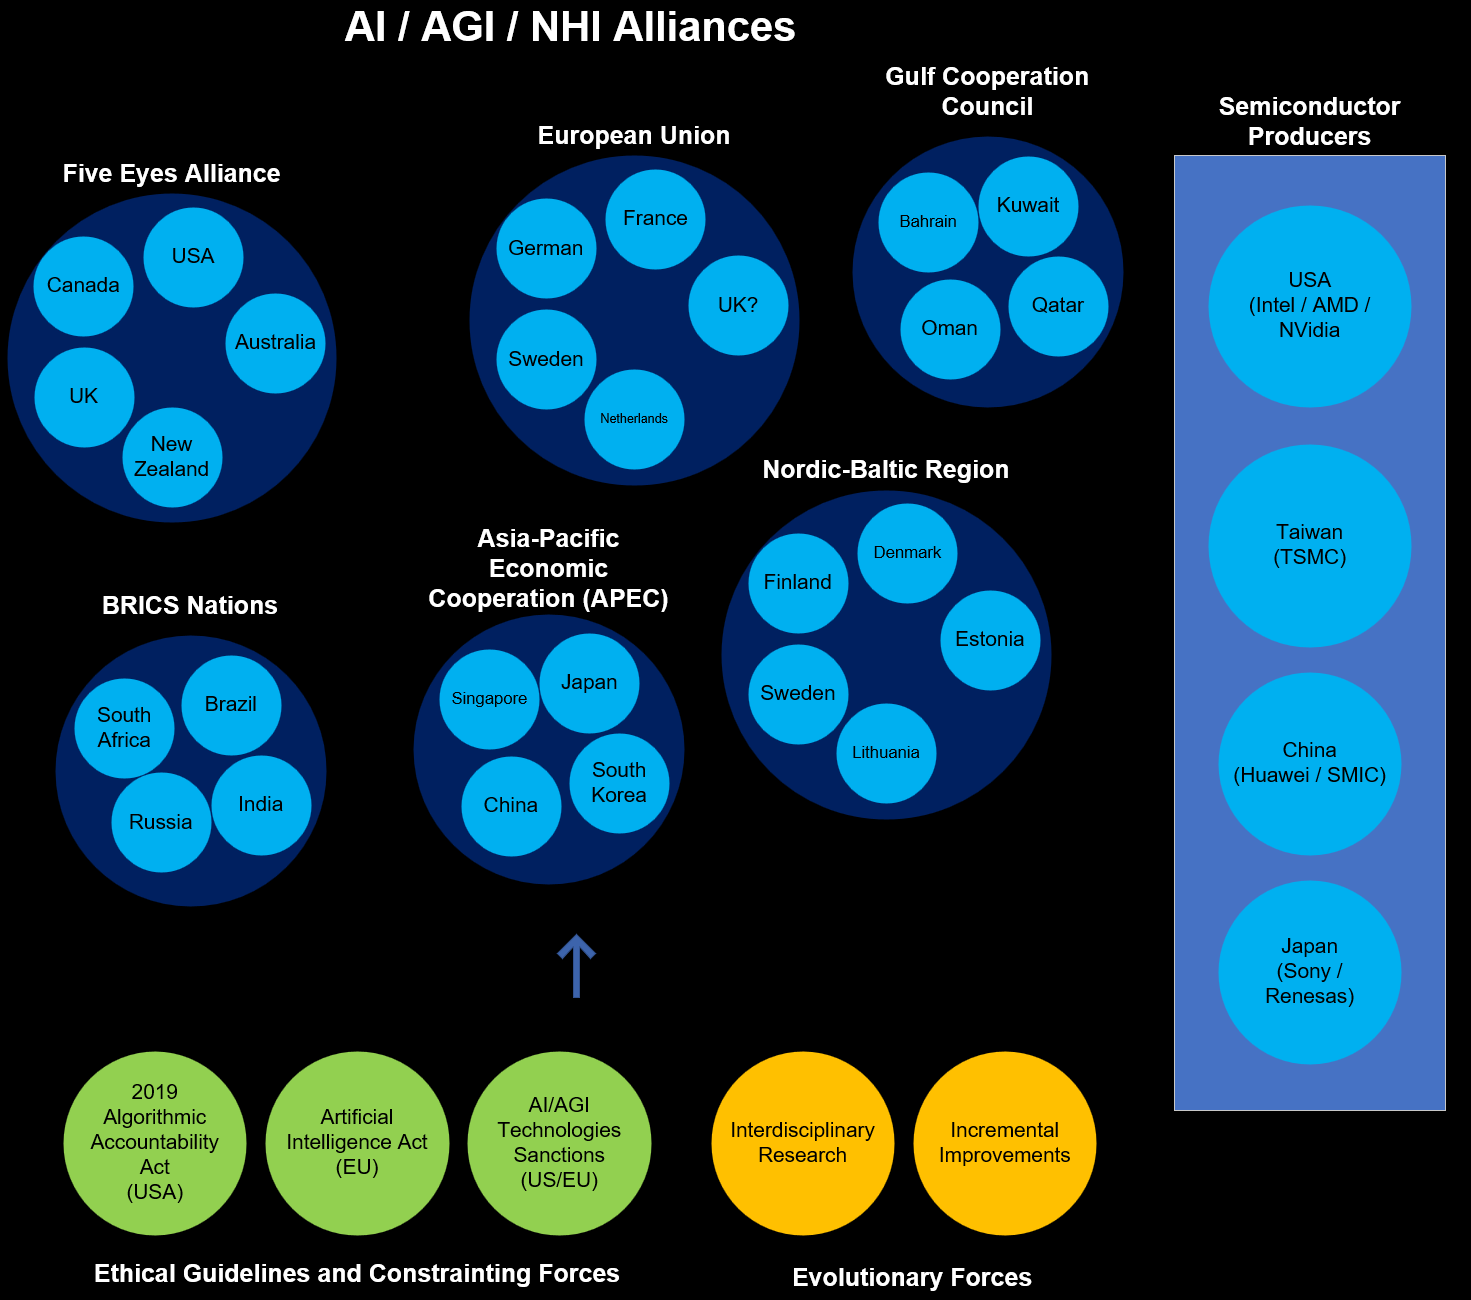 AI / AGI / NHI Alliances
Gulf Cooperation
Council
Semiconductor
Producers
European Union
Five Eyes Alliance
USA
Canada
Australia
UK
New
Zealand
France
German
UK?
Sweden
Netherlands
Kuwait
Bahrain
Qatar
Oman
USA
(Intel / AMD /
NVidia
Taiwan
(TSMC)
China
(Huawei / SMIC)
Japan
(Sony /
Renesas)
Nordic-Baltic Region
Denmark
Finland
Estonia
Sweden
Lithuania
Asia-Pacific
Economic
Cooperation (APEC)
Japan
Singapore
South
Korea
China
BRICS Nations
Brazil
South
Africa
India
Russia
2019
Algorithmic
Accountability
Act
(USA)
Artificial
Intelligence Act
(EU)
AI/AGI
Technologies
Sanctions
(US/EU)
Interdisciplinary
Research
Incremental
Improvements
Ethical Guidelines and Constrainting Forces
Evolutionary Forces